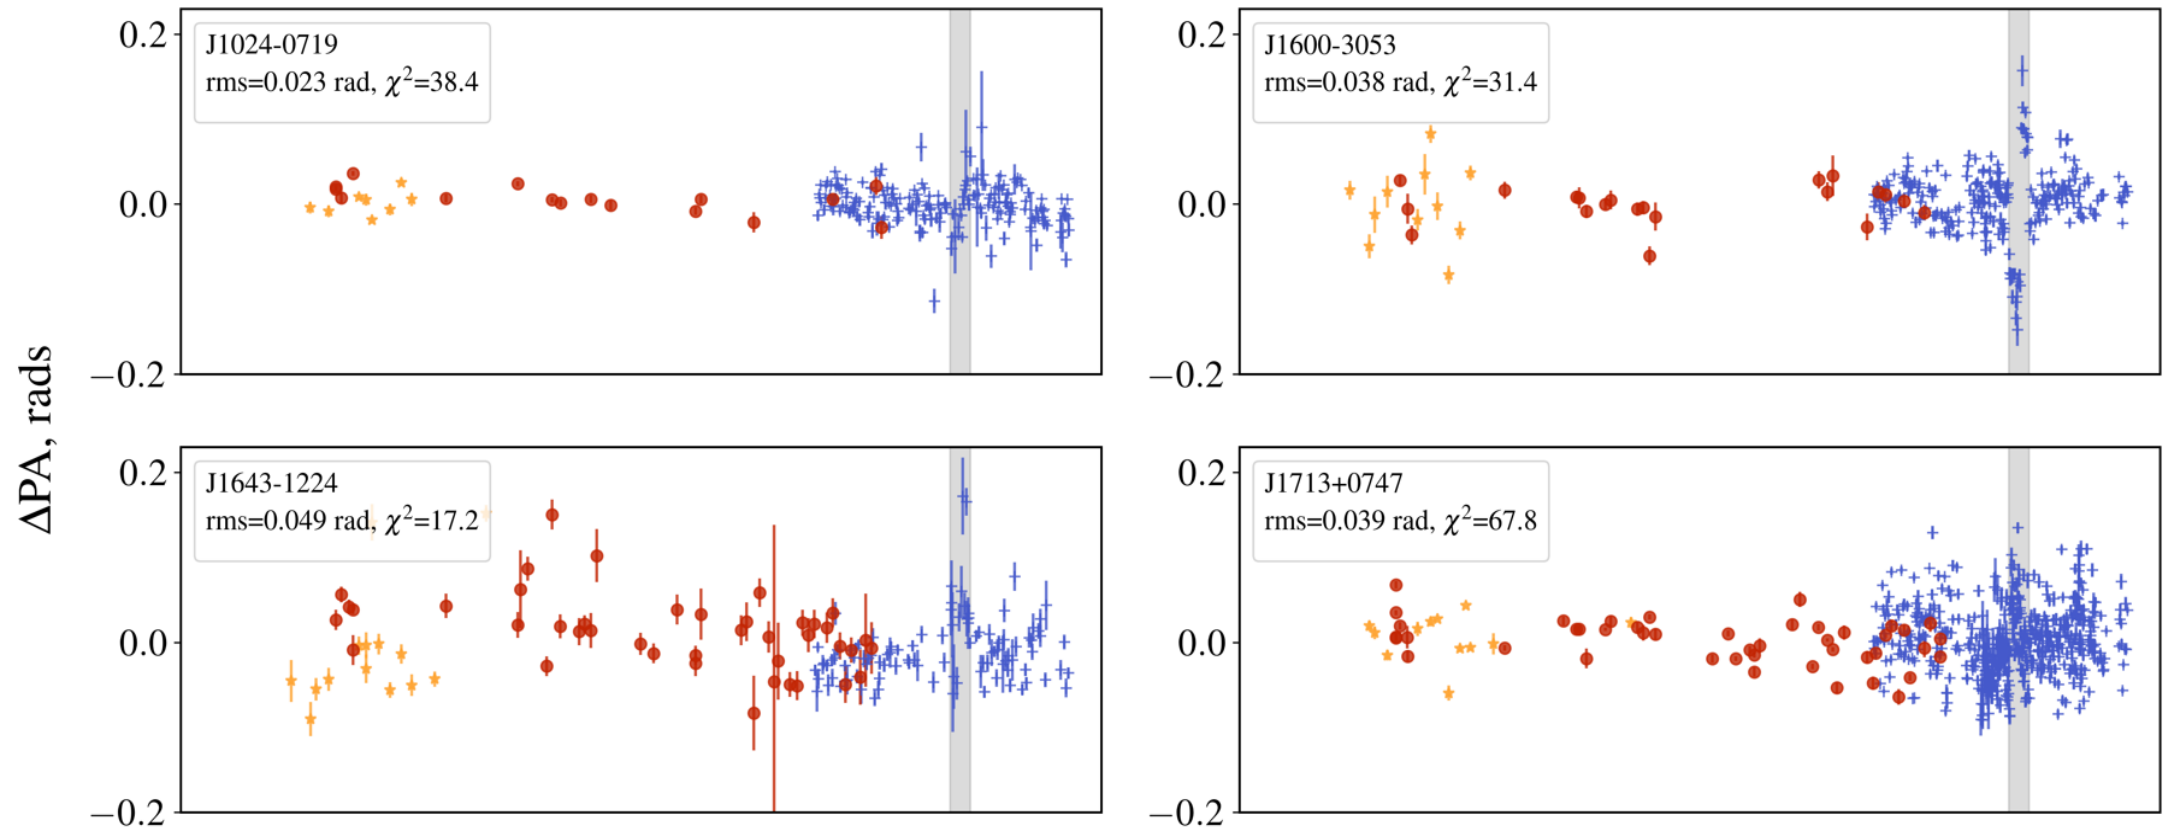 0.2
J1024-0719
rms=0.023 rad, χ²=38.4
0.0
−0.2
0.2
J1600-3053
rms=0.038 rad, χ²=31.4
0.0
−0.2
ΔPA, rads
0.2
J1643-1224
rms=0.049 rad, χ²=17.2
0.0
−0.2
0.2
J1713+0747
rms=0.039 rad, χ²=67.8
0.0
−0.2